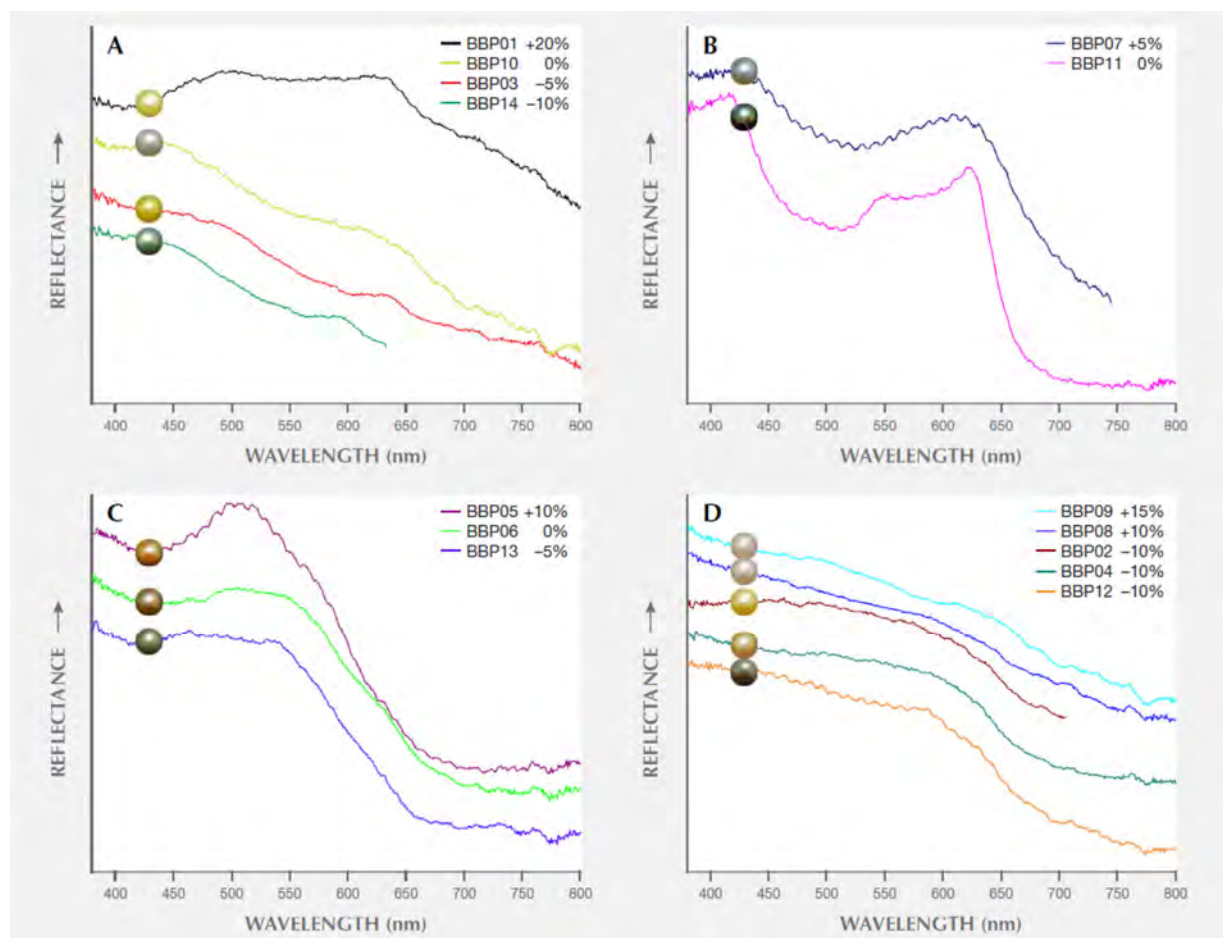 A
BBP01 +20%
BBP10 0%
BBP03 –5%
BBP14 –10%
REFLECTANCE
400 450 500 550 600 650 700 750 800
WAVELENGTH (nm)
B
BBP07 +5%
BBP11 0%
REFLECTANCE
400 450 500 550 600 650 700 750 800
WAVELENGTH (nm)
C
BBP05 +10%
BBP06 0%
BBP13 –5%
REFLECTANCE
400 450 500 550 600 650 700 750 800
WAVELENGTH (nm)
D
BBP09 +15%
BBP08 +10%
BBP02 –10%
BBP04 –10%
BBP12 –10%
REFLECTANCE
400 450 500 550 600 650 700 750 800
WAVELENGTH (nm)